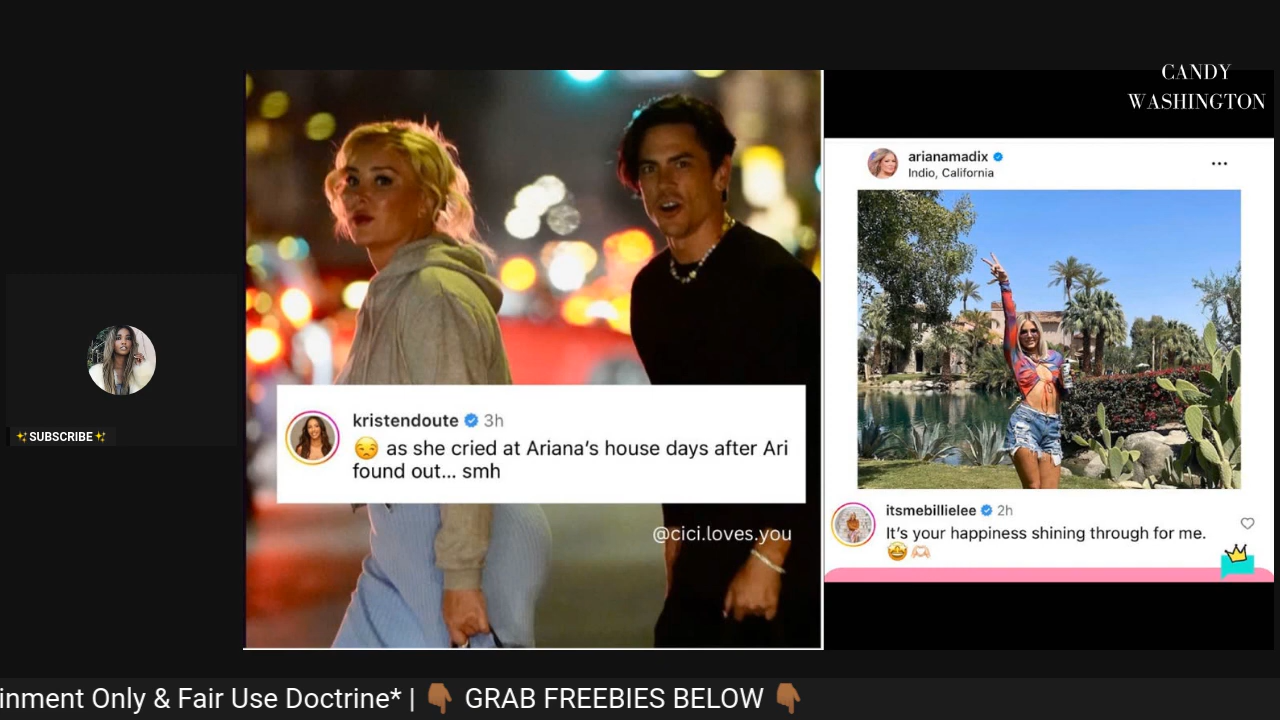 CANDY
WASHINGTON
arianamadix
Indio, California
kristendoute 3h
😒 as she cried at Ariana's house days after Ari
found out... smh
@cici.loves.you
itsmebillielee 2h
It's your happiness shining through for me.
🤩 🫶🏻
✨SUBSCRIBE✨
inment Only & Fair Use Doctrine* | 👇🏾 GRAB FREEBIES BELOW 👇🏾